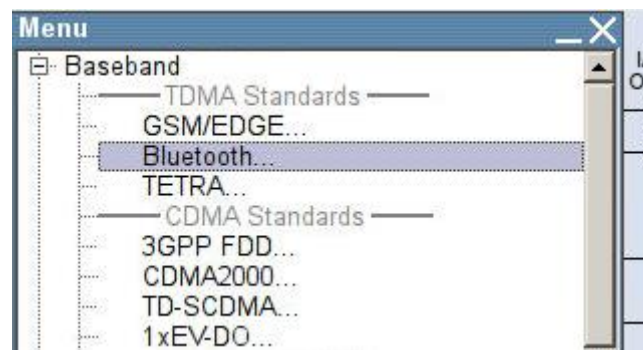 Menu
Baseband
TDMA Standards
GSM/EDGE...
Bluetooth...
TETRA...
CDMA Standards
3GPP FDD...
CDMA2000...
TD-SCDMA...
1xEV-DO...